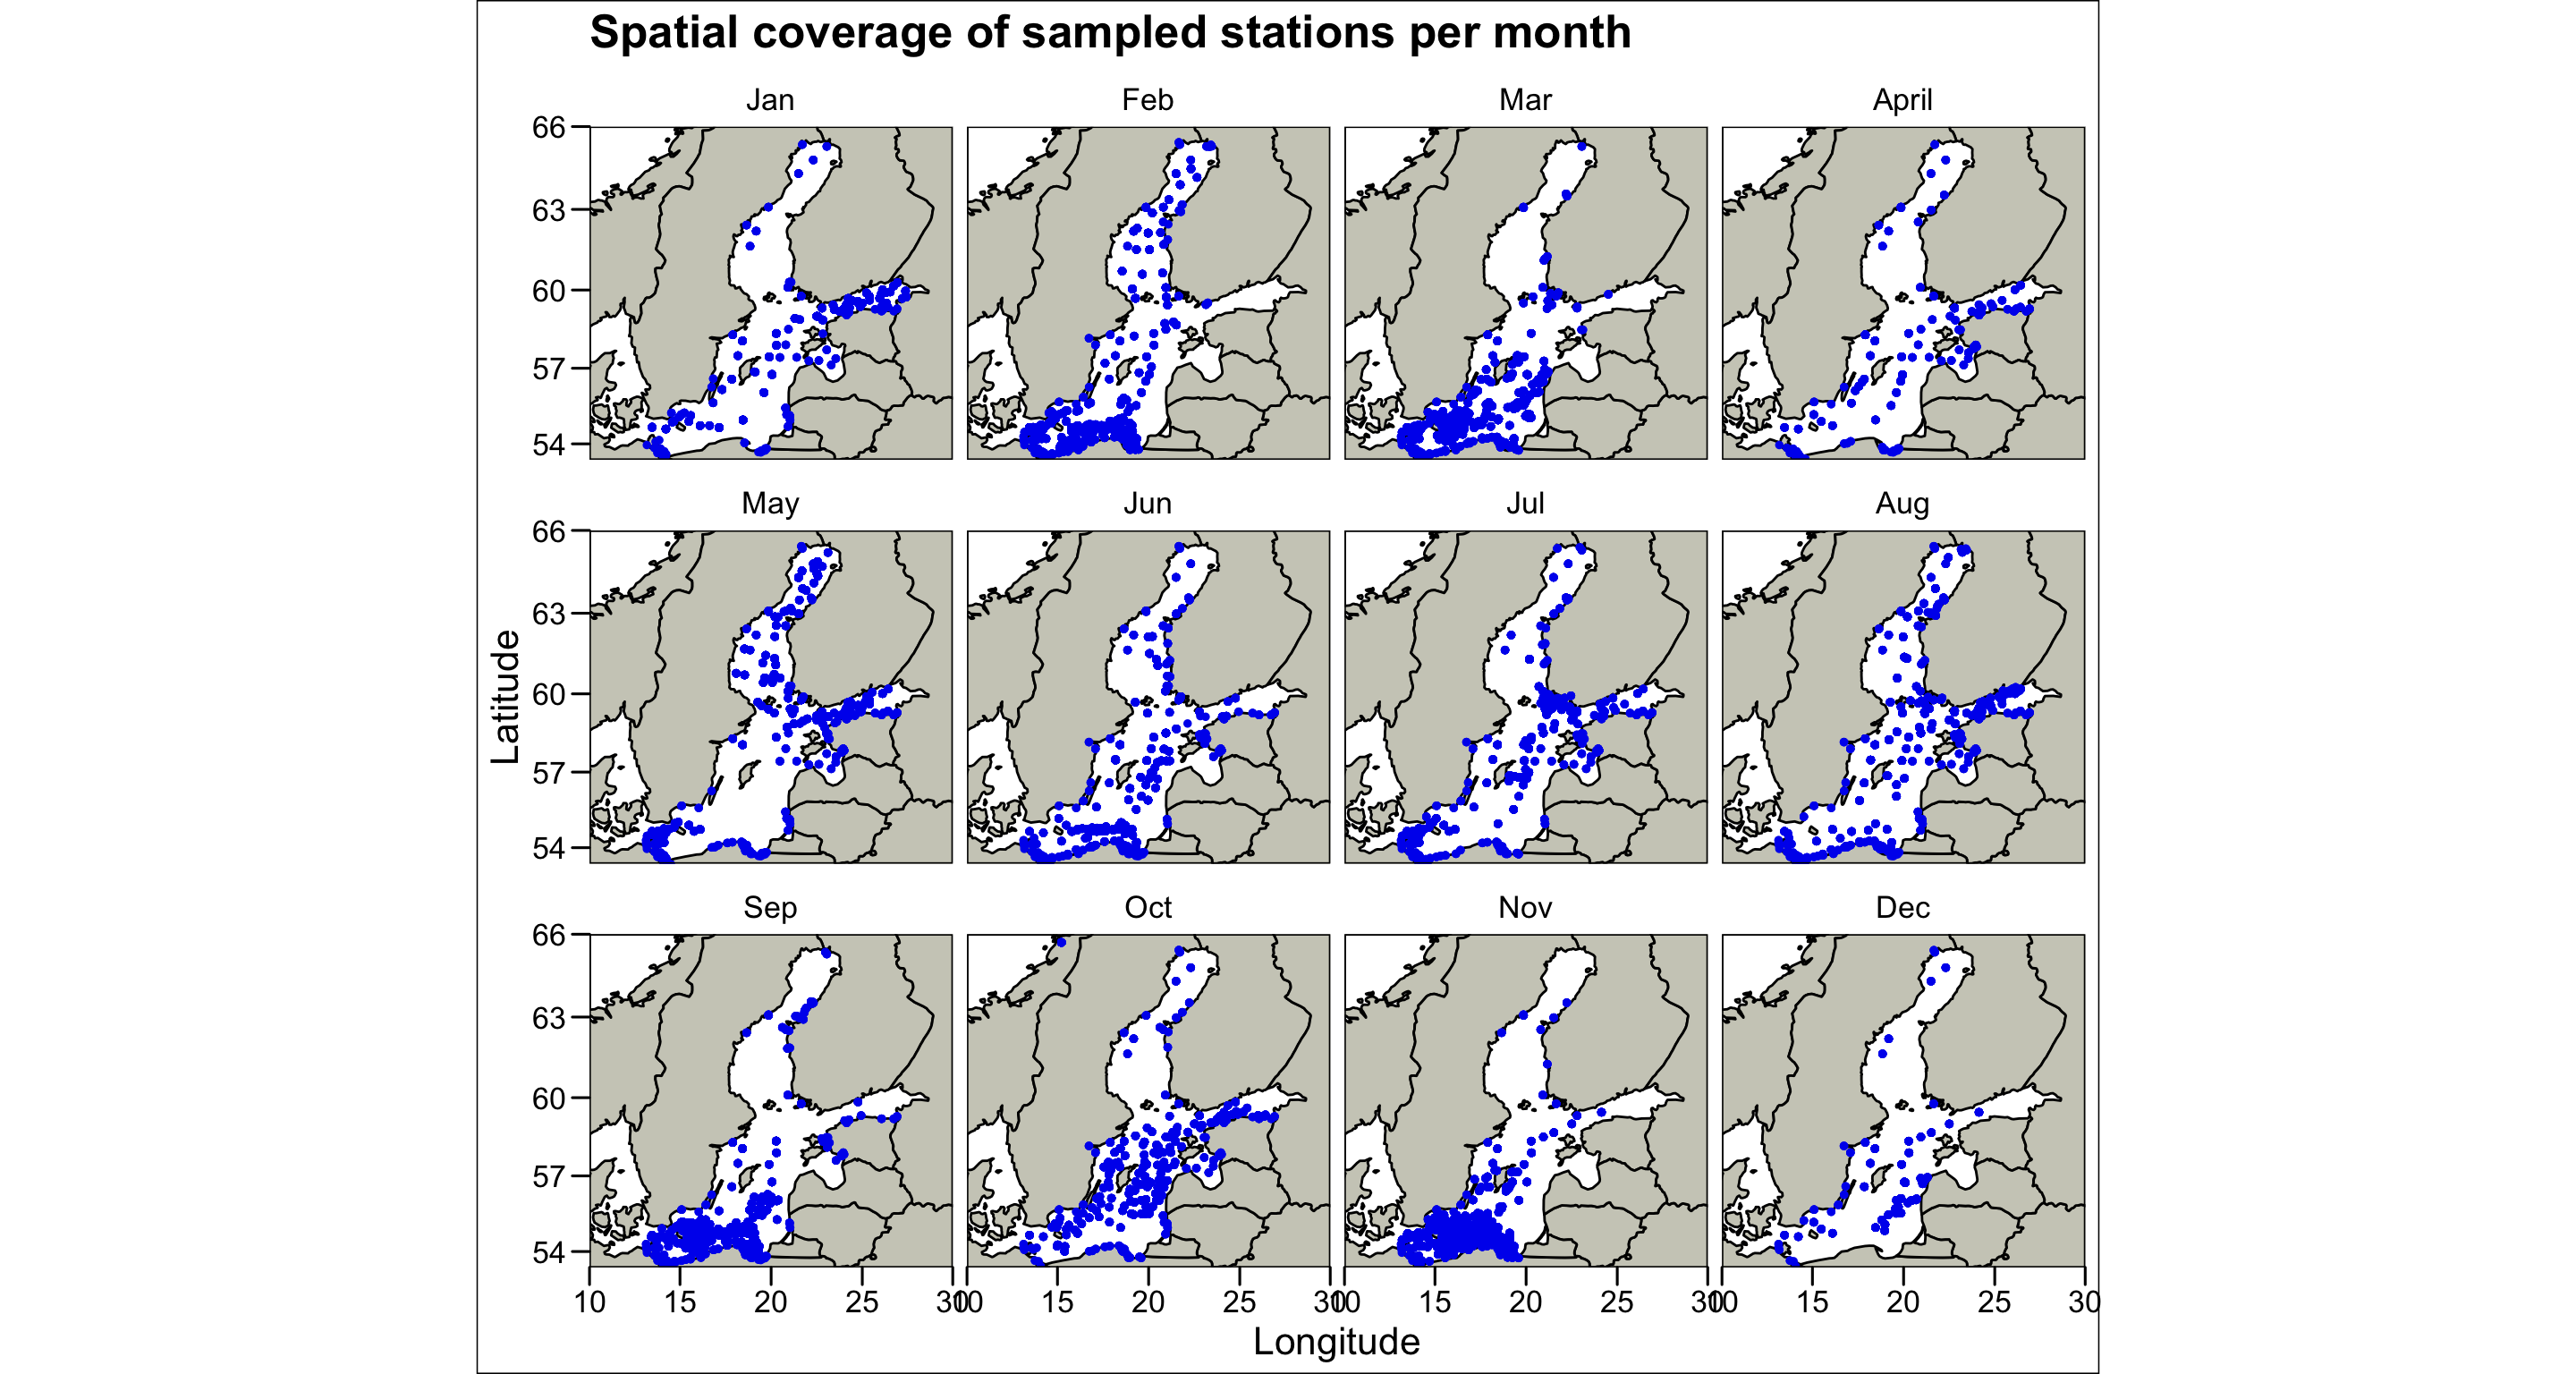 Spatial coverage of sampled stations per month
Jan Feb Mar April
66
63
60
57
54
May Jun Jul Aug
66
63
60
57
54
Latitude
Sep Oct Nov Dec
66
63
60
57
54
10 15 20 25 30 10 15 20 25 30 10 15 20 25 30 10 15 20 25 30
Longitude